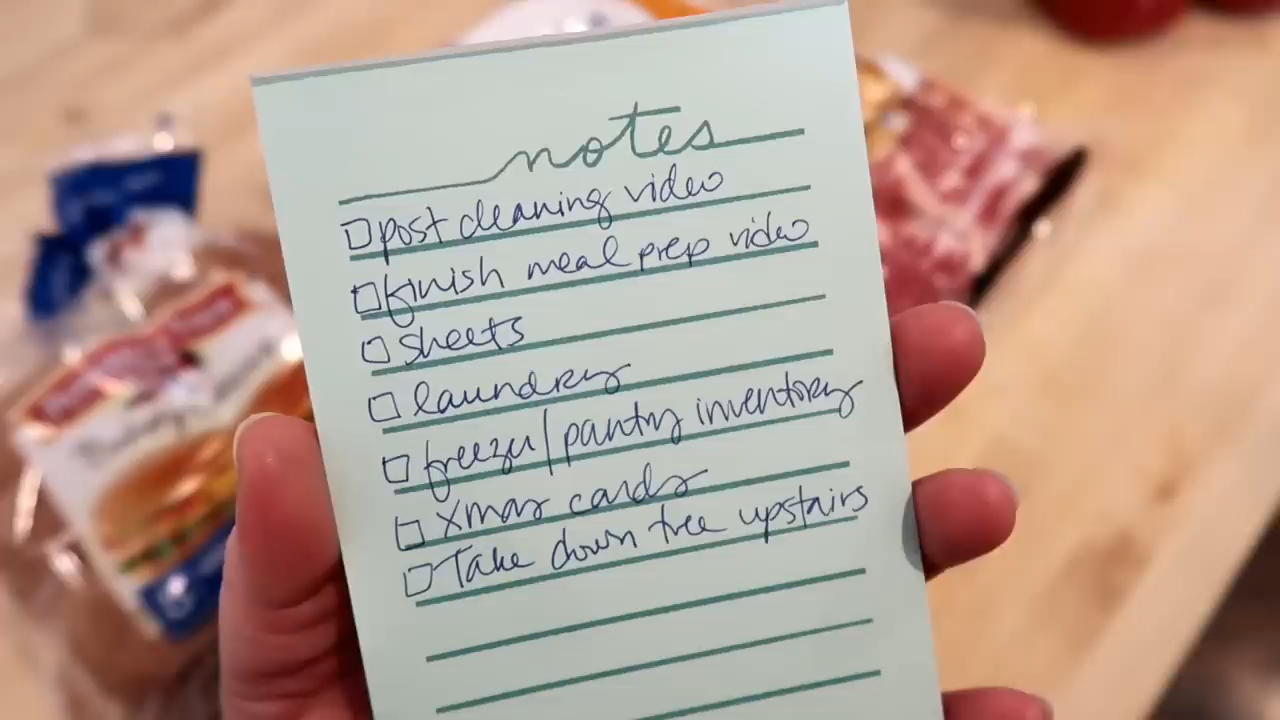 notes
post cleaning video
finish meal prep video
sheets
laundry
freezer/pantry inventory
xmas cards
Take down tree upstairs